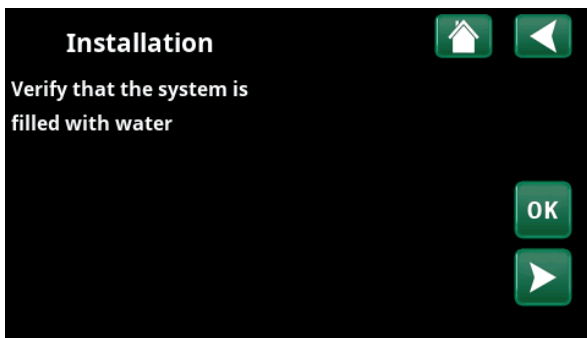 Installation
Verify that the system is
filled with water
OK